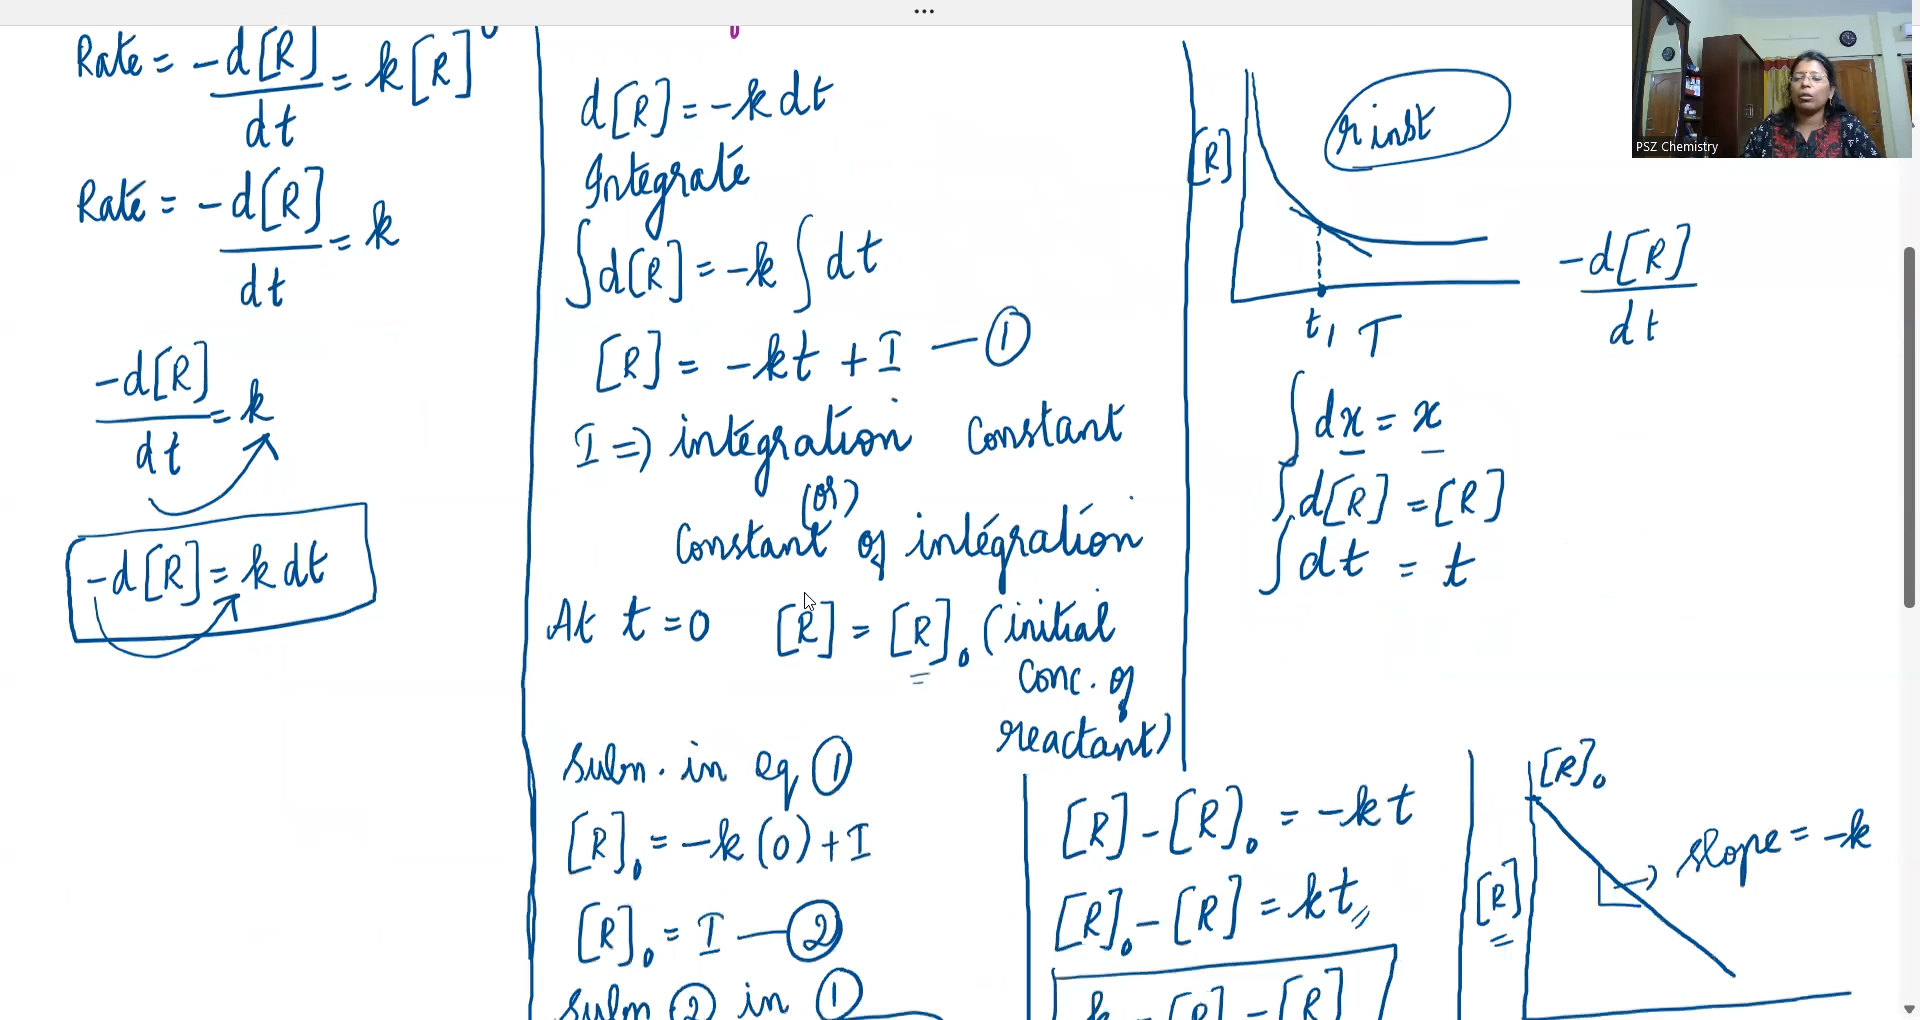 ...
Rate = -d[R]/dt = k[R]⁰
Rate = -d[R]/dt = k
-d[R]/dt = k
-d[R] = k dt
d[R] = -k dt
Integrate
∫d[R] = -k ∫dt
[R] = -kt + I — ①
I ⇒ integration Constant
(or)
Constant of integration
At t = 0 [R] = [R]₀ (initial
Conc. of
reactant)
Subn. in eq ①
[R]₀ = -k(0) + I
[R]₀ = I — ②
Subn ② in ①
[R]
r inst
t₁ T
-d[R]/dt
∫dx = x
∫d[R] = [R]
∫dt = t
[R] - [R]₀ = -kt
[R]₀ - [R] = kt
[R]₀
[R]
slope = -k
PSZ Chemistry